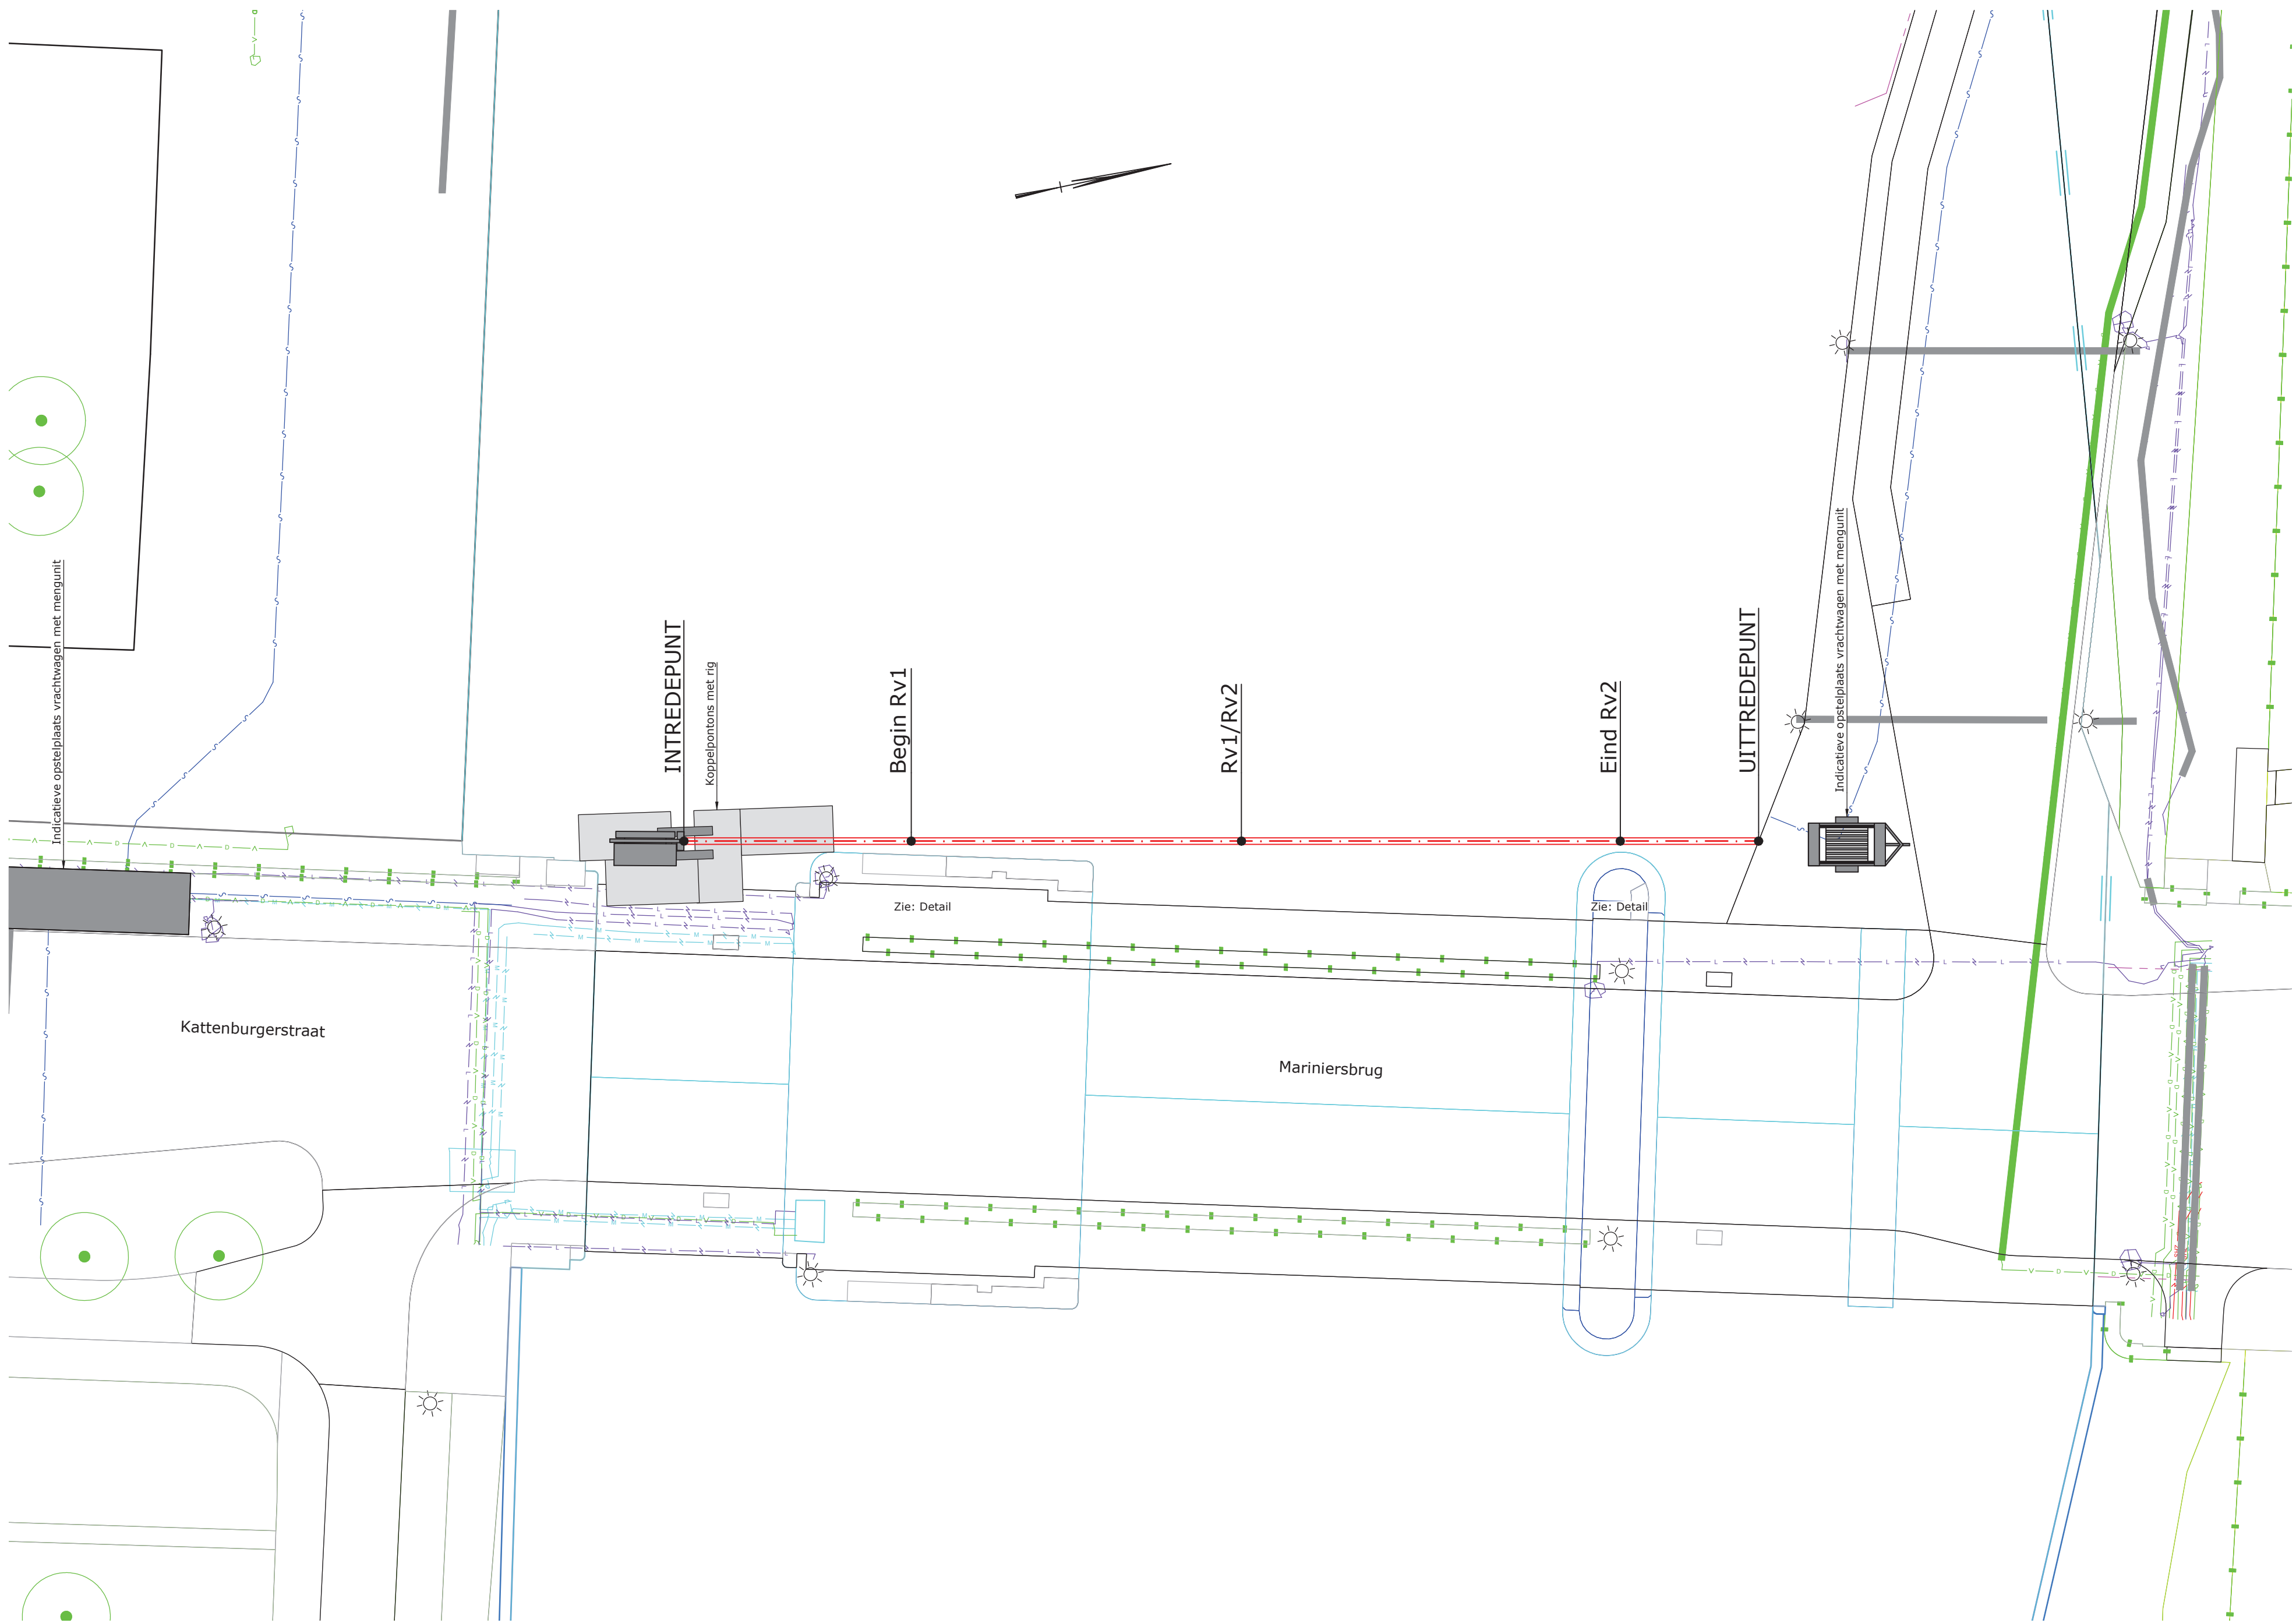 Indicatieve opstelplaats vrachtwagen met mengunit
INTREDEPUNT
Koppelpontons met rig
Begin Rv1
Rv1/Rv2
Eind Rv2
UITTREDEPUNT
Indicatieve opstelplaats vrachtwagen met mengunit
Zie: Detail
Zie: Detail
Kattenburgerstraat
Mariniersbrug